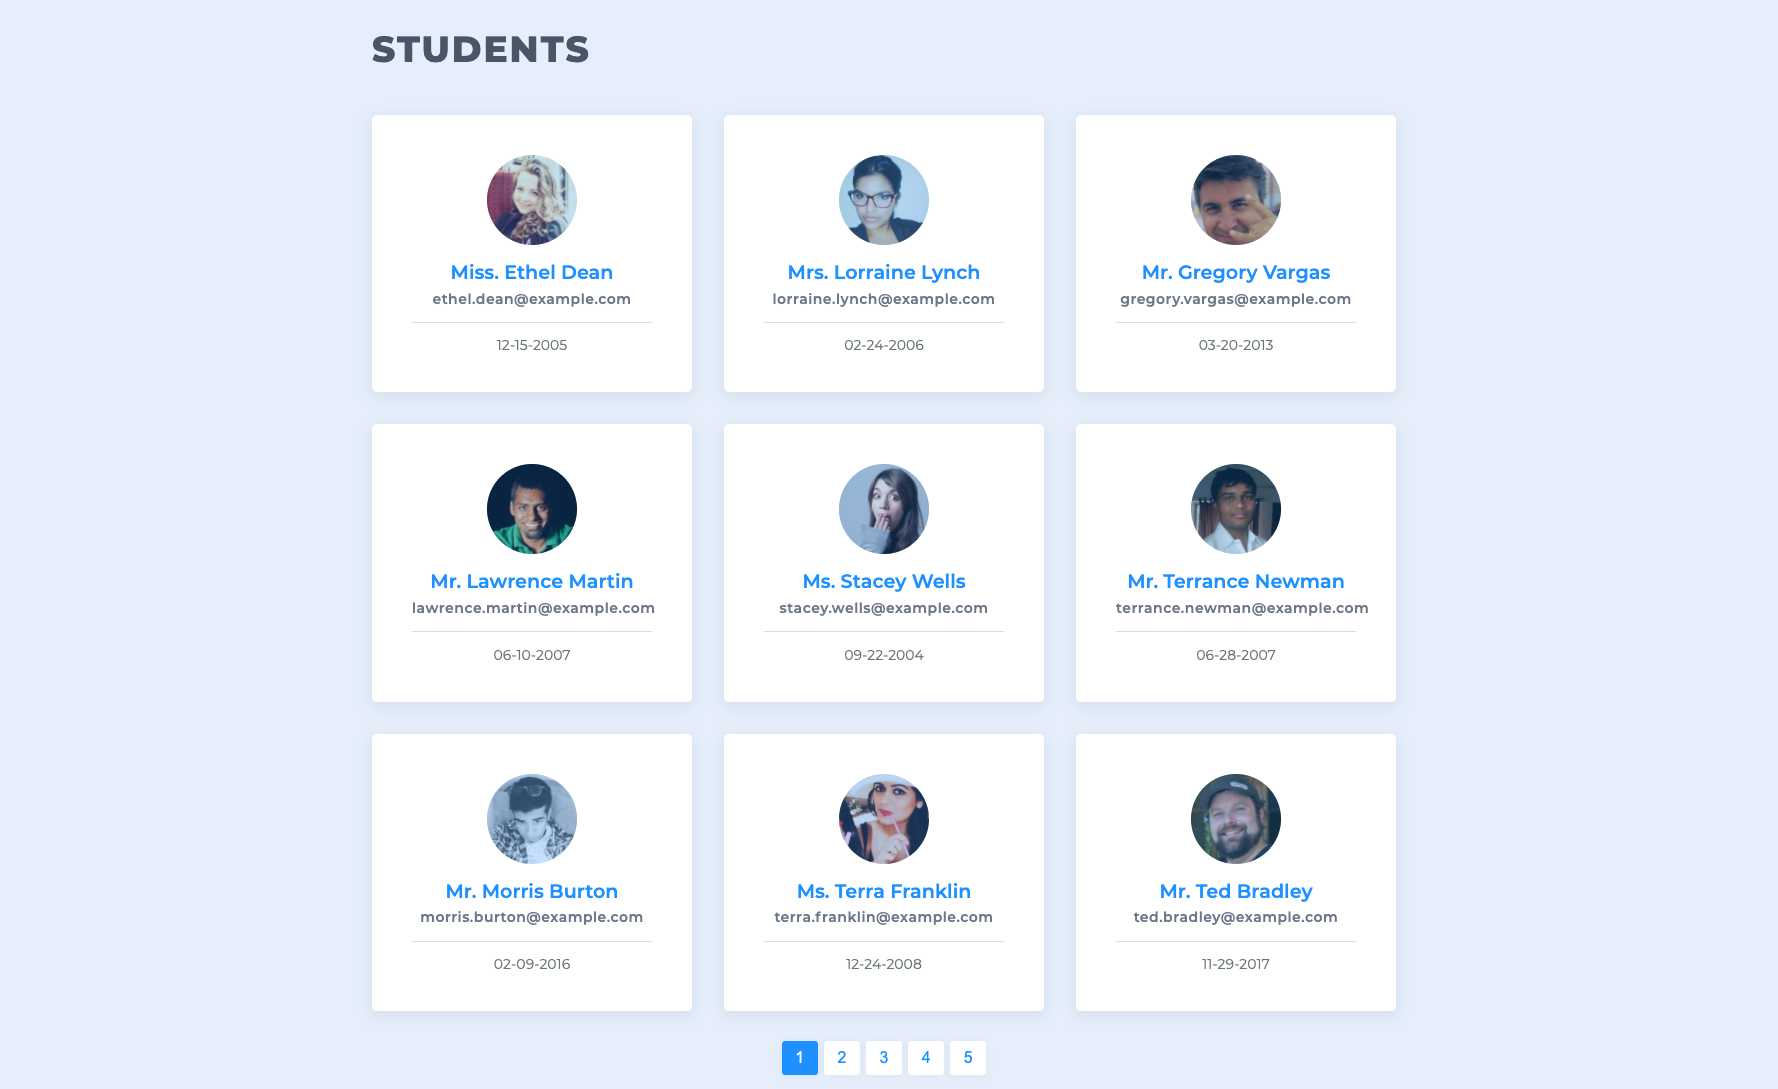 STUDENTS
Miss. Ethel Dean
ethel.dean@example.com
12-15-2005
Mrs. Lorraine Lynch
lorraine.lynch@example.com
02-24-2006
Mr. Gregory Vargas
gregory.vargas@example.com
03-20-2013
Mr. Lawrence Martin
lawrence.martin@example.com
06-10-2007
Ms. Stacey Wells
stacey.wells@example.com
09-22-2004
Mr. Terrance Newman
terrance.newman@example.com
06-28-2007
Mr. Morris Burton
morris.burton@example.com
02-09-2016
Ms. Terra Franklin
terra.franklin@example.com
12-24-2008
Mr. Ted Bradley
ted.bradley@example.com
11-29-2017
1 2 3 4 5